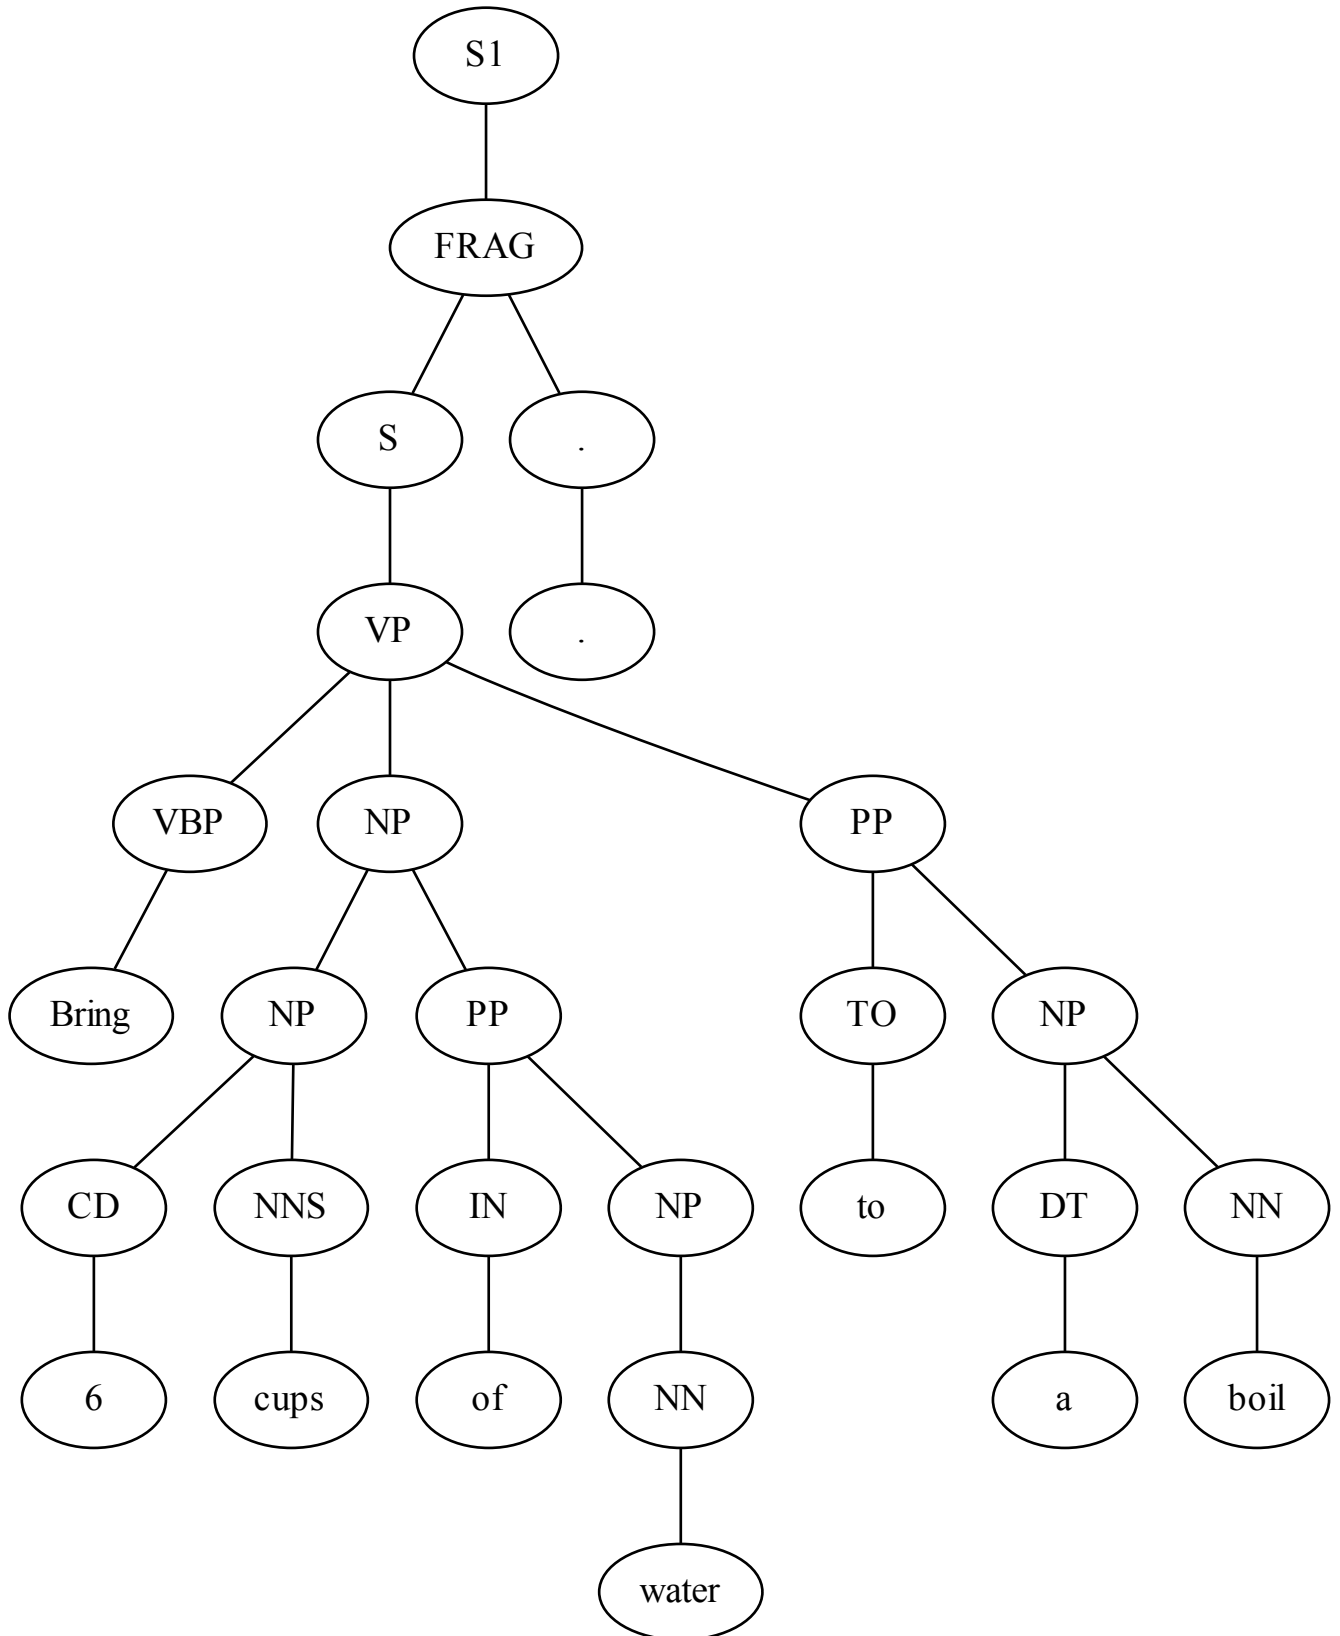 S1
FRAG
S .
VP .
VBP NP PP
Bring NP PP TO NP
CD NNS IN NP to DT NN
6 cups of NN a boil
water